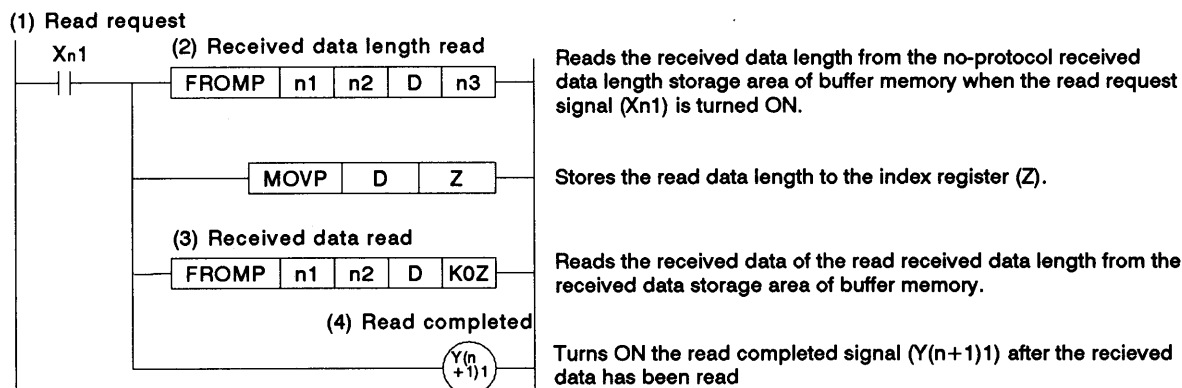 (1) Read request
Xn1
(2) Received data length read
FROMP n1 n2 D n3
Reads the received data length from the no-protocol received
data length storage area of buffer memory when the read request
signal (Xn1) is turned ON.
MOVP D Z
Stores the read data length to the index register (Z).
(3) Received data read
FROMP n1 n2 D K0Z
Reads the received data of the read received data length from the
received data storage area of buffer memory.
(4) Read completed
Y(n
+1)1
Turns ON the read completed signal (Y(n+1)1) after the recieved
data has been read